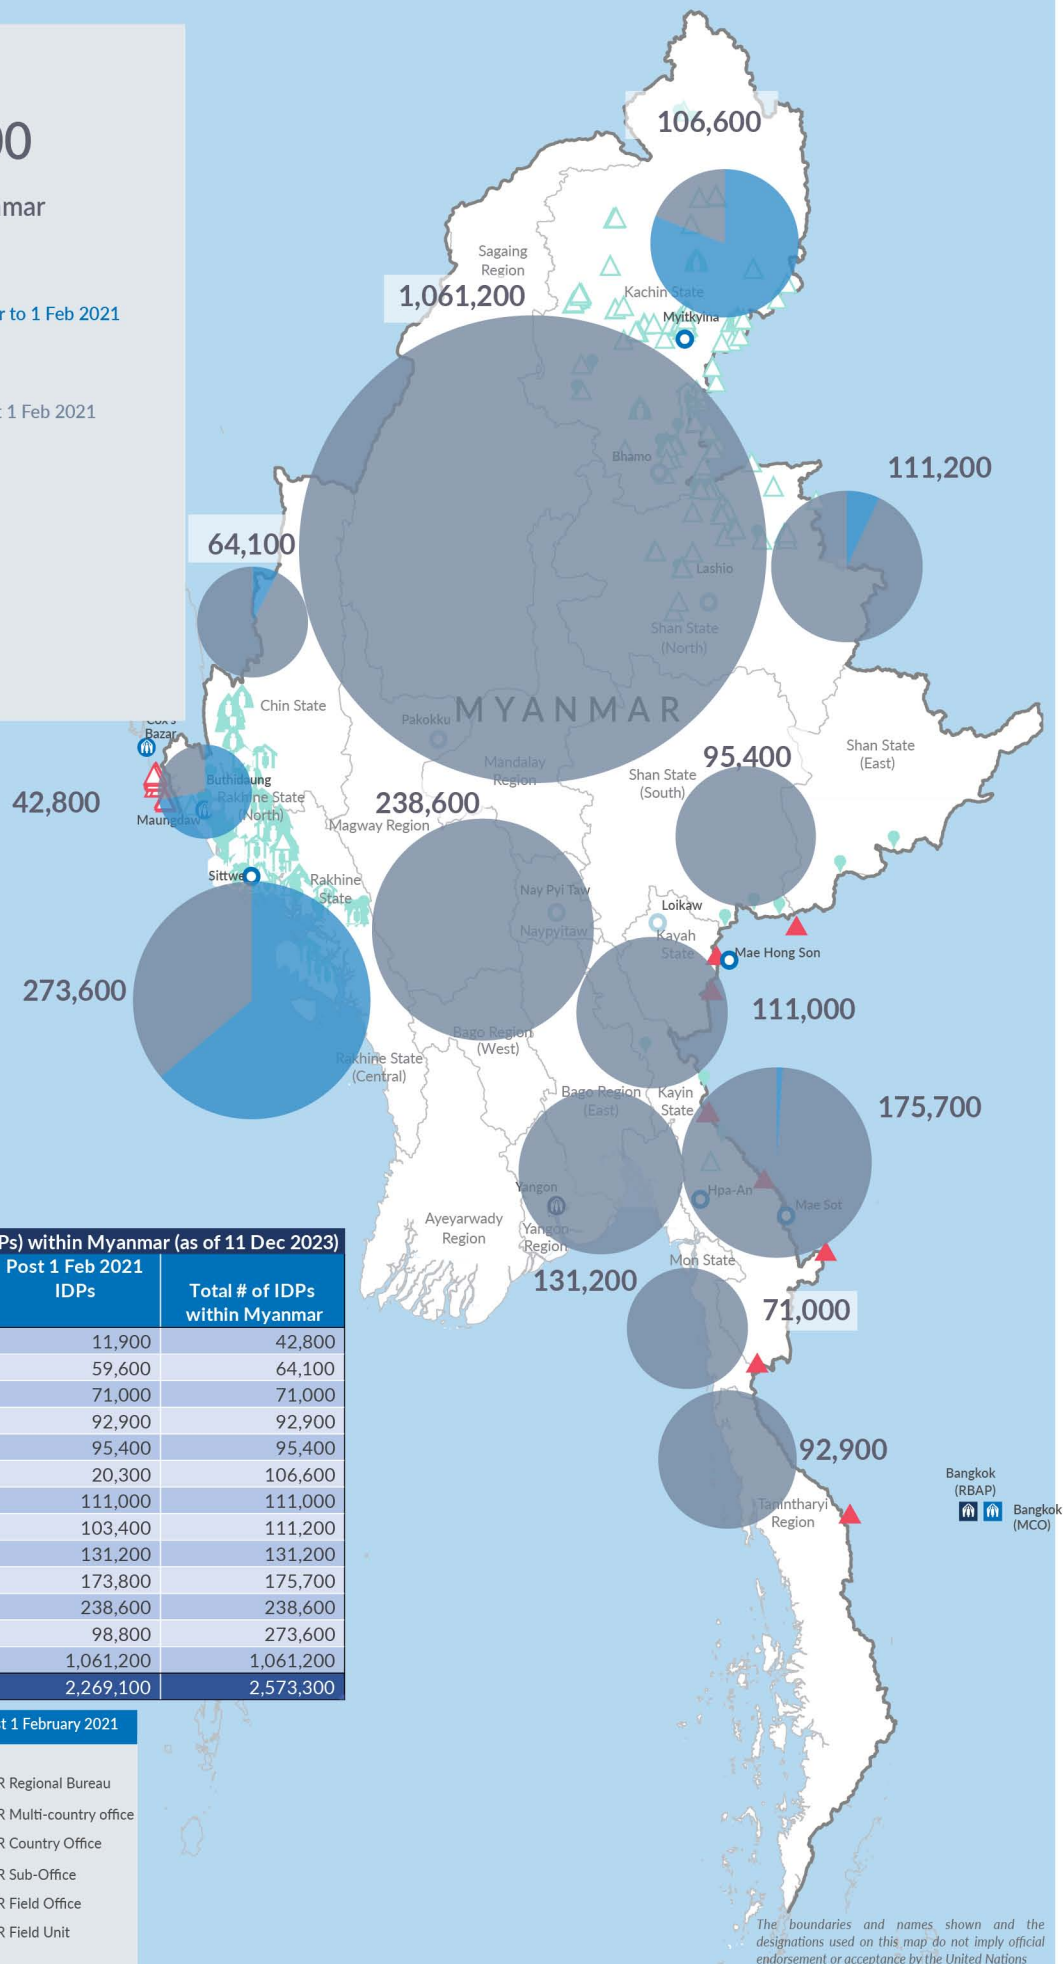 00
mar
r to 1 Feb 2021
1 Feb 2021
106,600
Sagaing
Region
1,061,200
Kachin State
Myitkyina
Bhamo
111,200
64,100
Lashio
Shan State
(North)
Chin State
MYANMAR
Pakokku
Cox's
Bazar
Mandalay
Region
Shan State
(South)
95,400
Shan State
(East)
Buthidaung
Rakhine State
(North)
Maungdaw
42,800
238,600
Magway Region
Sittwe
Rakhine
State
Nay Pyi Taw
Naypyitaw
Loikaw
Kayah
State
Mae Hong Son
273,600
111,000
Bago Region
(West)
Rakhine State
(Central)
Bago Region
(East)
Kayin
State
175,700
Hpa-An
Mae Sot
Yangon
Ayeyarwady
Region
Yangon
Region
Mon State
131,200
71,000
92,900
Tanintharyi
Region
Bangkok
(RBAP)
Bangkok
(MCO)
Ps) within Myanmar (as of 11 Dec 2023)
Post 1 Feb 2021
IDPs
Total # of IDPs
within Myanmar
11,900 42,800
59,600 64,100
71,000 71,000
92,900 92,900
95,400 95,400
20,300 106,600
111,000 111,000
103,400 111,200
131,200 131,200
173,800 175,700
238,600 238,600
98,800 273,600
1,061,200 1,061,200
2,269,100 2,573,300
t 1 February 2021
R Regional Bureau
R Multi-country office
R Country Office
R Sub-Office
R Field Office
R Field Unit
The boundaries and names shown and the
designations used on this map do not imply official
endorsement or acceptance by the United Nations